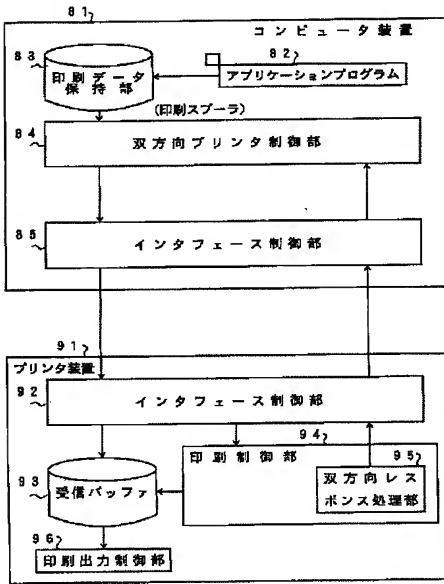 81
コンピュータ装置
83
82
印刷データ
保持部
アプリケーションプログラム
(印刷スプーラ)
84
双方向プリンタ制御部
85
インタフェース制御部
91
プリンタ装置
92
インタフェース制御部
94
印刷制御部
95
93
受信バッファ
双方向レス
ポンス処理部
96
印刷出力制御部